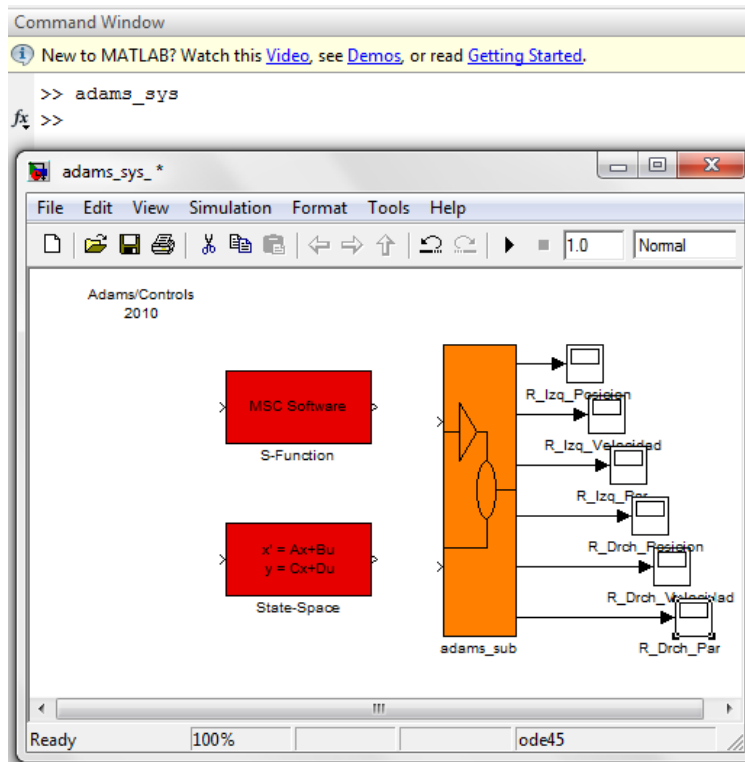 Command Window
New to MATLAB? Watch this Video, see Demos, or read Getting Started.
>> adams_sys
fx >>
adams_sys_ *
File Edit View Simulation Format Tools Help
1.0 Normal
Adams/Controls
2010
MSC Software
S-Function
x' = Ax+Bu
y = Cx+Du
State-Space
adams_sub
R_Izq_Posicion
R_Izq_Velocidad
R_Izq_Par
R_Drch_Posicion
R_Drch_Velocidad
R_Drch_Par
Ready 100% ode45